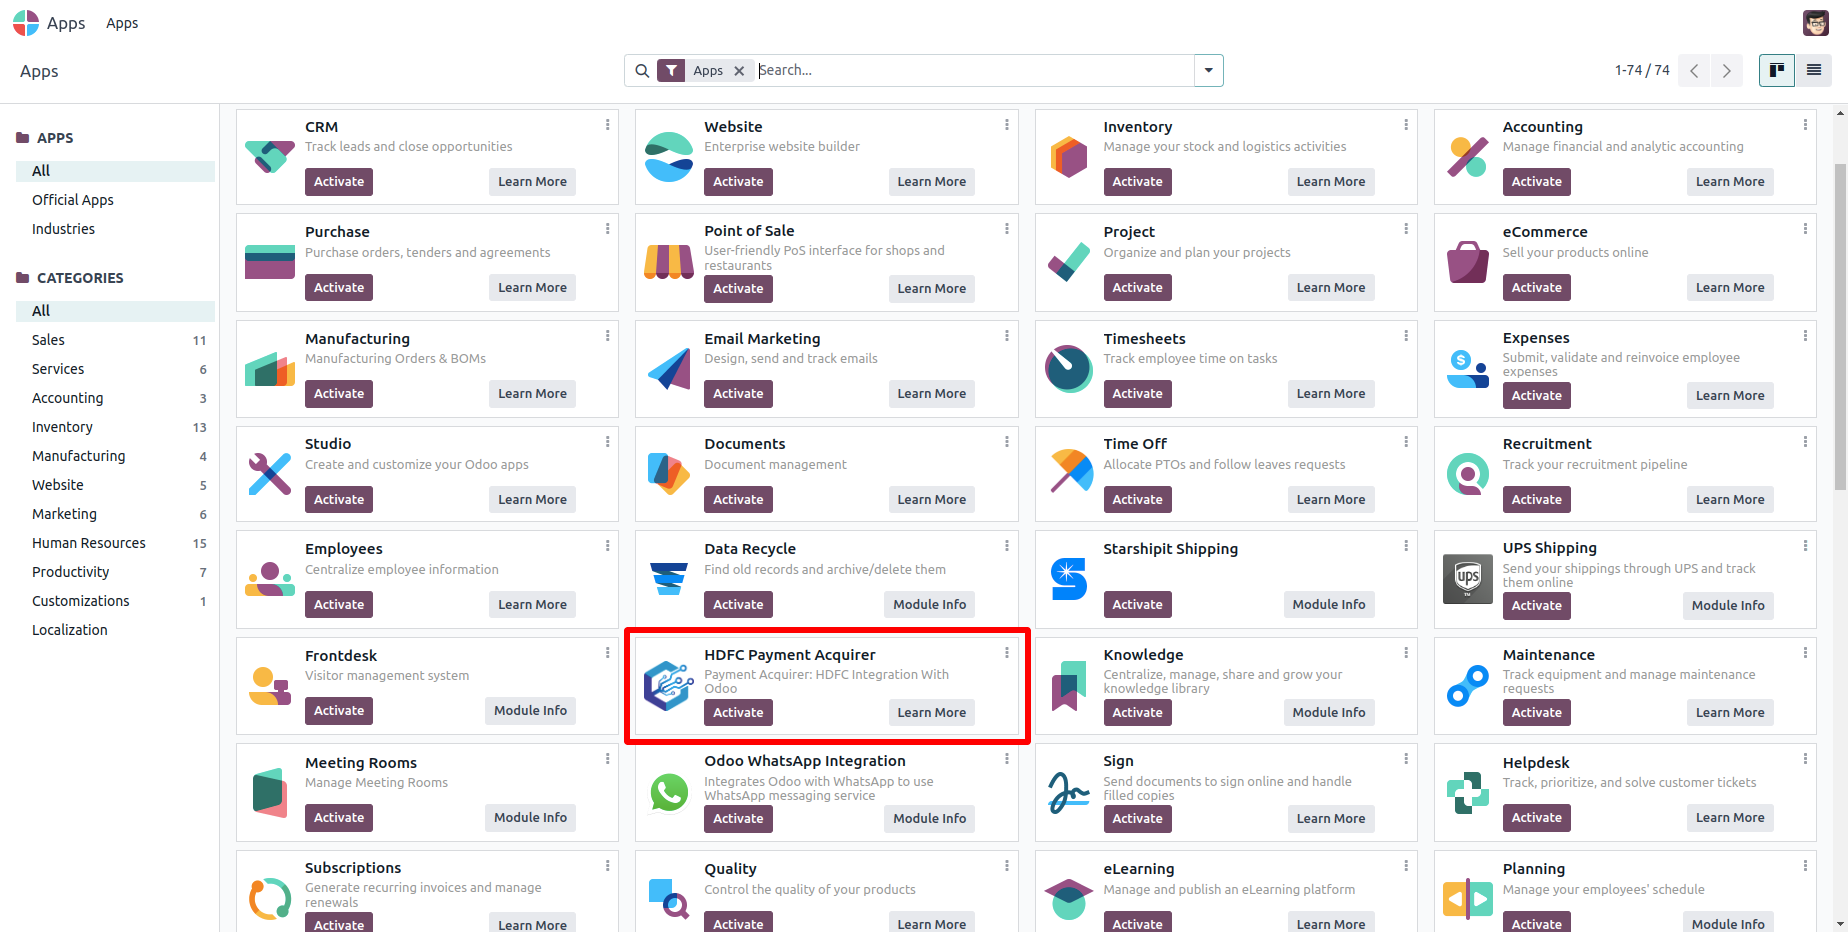 Apps Apps
Apps
Apps Search...
1-74 / 74
APPS
All
Official Apps
Industries
CATEGORIES
All
Sales 11
Services 6
Accounting 3
Inventory 13
Manufacturing 4
Website 5
Marketing 6
Human Resources 15
Productivity 7
Customizations 1
Localization
CRM
Track leads and close opportunities
Activate Learn More
Website
Enterprise website builder
Activate Learn More
Inventory
Manage your stock and logistics activities
Activate Learn More
Accounting
Manage financial and analytic accounting
Activate Learn More
Purchase
Purchase orders, tenders and agreements
Activate Learn More
Point of Sale
User-friendly PoS interface for shops and
restaurants
Activate Learn More
Project
Organize and plan your projects
Activate Learn More
eCommerce
Sell your products online
Activate Learn More
Manufacturing
Manufacturing Orders & BOMs
Activate Learn More
Email Marketing
Design, send and track emails
Activate Learn More
Timesheets
Track employee time on tasks
Activate Learn More
Expenses
Submit, validate and reinvoice employee
expenses
Activate Learn More
Studio
Create and customize your Odoo apps
Activate Learn More
Documents
Document management
Activate Learn More
Time Off
Allocate PTOs and follow leaves requests
Activate Learn More
Recruitment
Track your recruitment pipeline
Activate Learn More
Employees
Centralize employee information
Activate Learn More
Data Recycle
Find old records and archive/delete them
Activate Module Info
Starshipit Shipping
Activate Module Info
ups
UPS Shipping
Send your shippings through UPS and track
them online
Activate Module Info
Frontdesk
Visitor management system
Activate Module Info
HDFC Payment Acquirer
Payment Acquirer: HDFC Integration With
Odoo
Activate Learn More
Knowledge
Centralize, manage, share and grow your
knowledge library
Activate Module Info
Maintenance
Track equipment and manage maintenance
requests
Activate Learn More
Meeting Rooms
Manage Meeting Rooms
Activate Module Info
Odoo WhatsApp Integration
Integrates Odoo with WhatsApp to use
WhatsApp messaging service
Activate Module Info
Sign
Send documents to sign online and handle
filled copies
Activate Learn More
Helpdesk
Track, prioritize, and solve customer tickets
Activate Learn More
Subscriptions
Generate recurring invoices and manage
renewals
Activate Learn More
Quality
Control the quality of your products
Activate Learn More
eLearning
Manage and publish an eLearning platform
Activate Learn More
Planning
Manage your employees' schedule
Activate Module Info